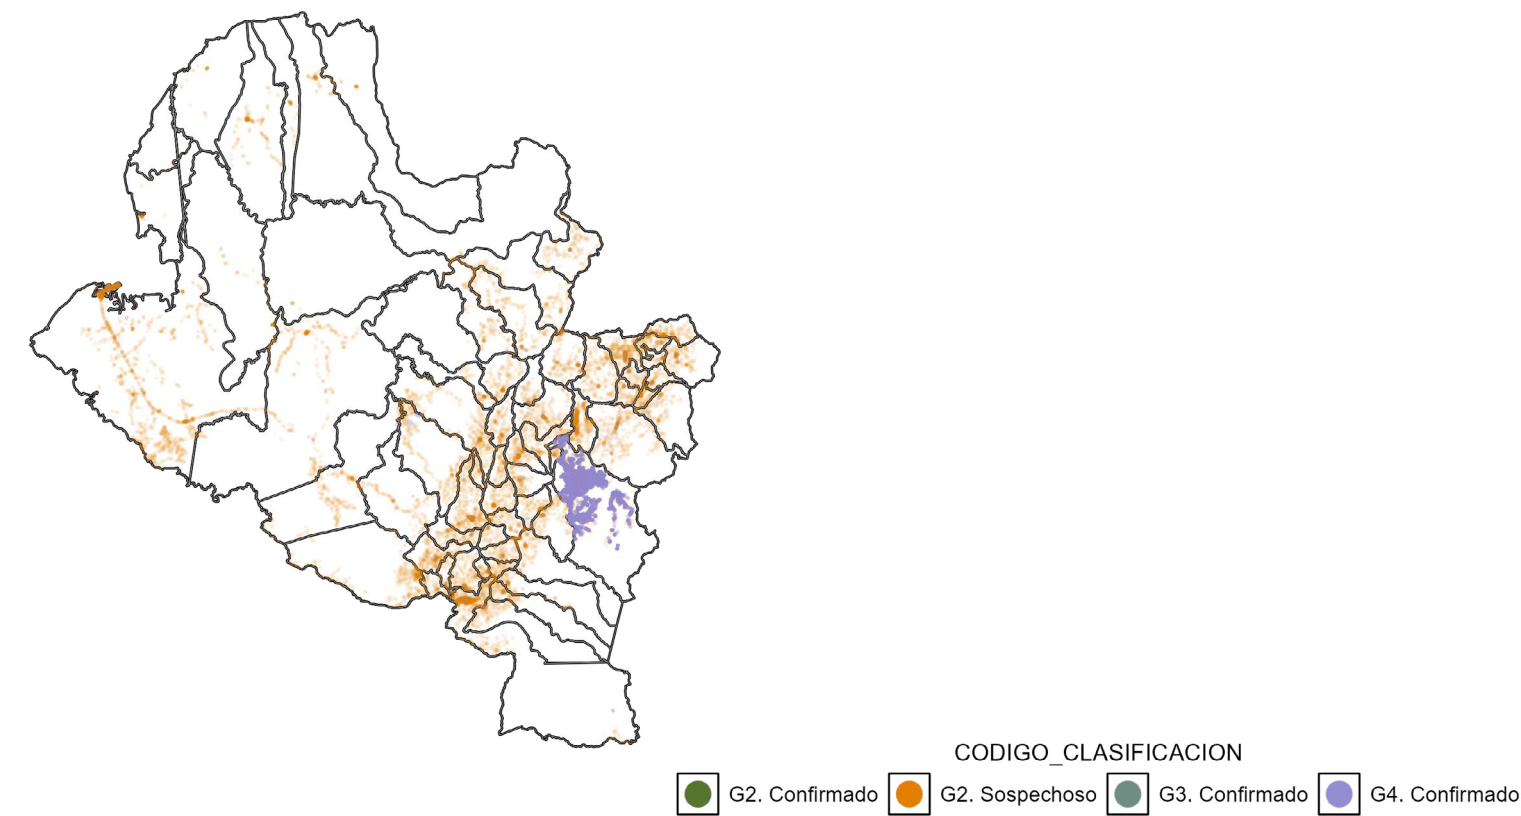 CODIGO_CLASIFICACION
G2. Confirmado G2. Sospechoso G3. Confirmado G4. Confirmado